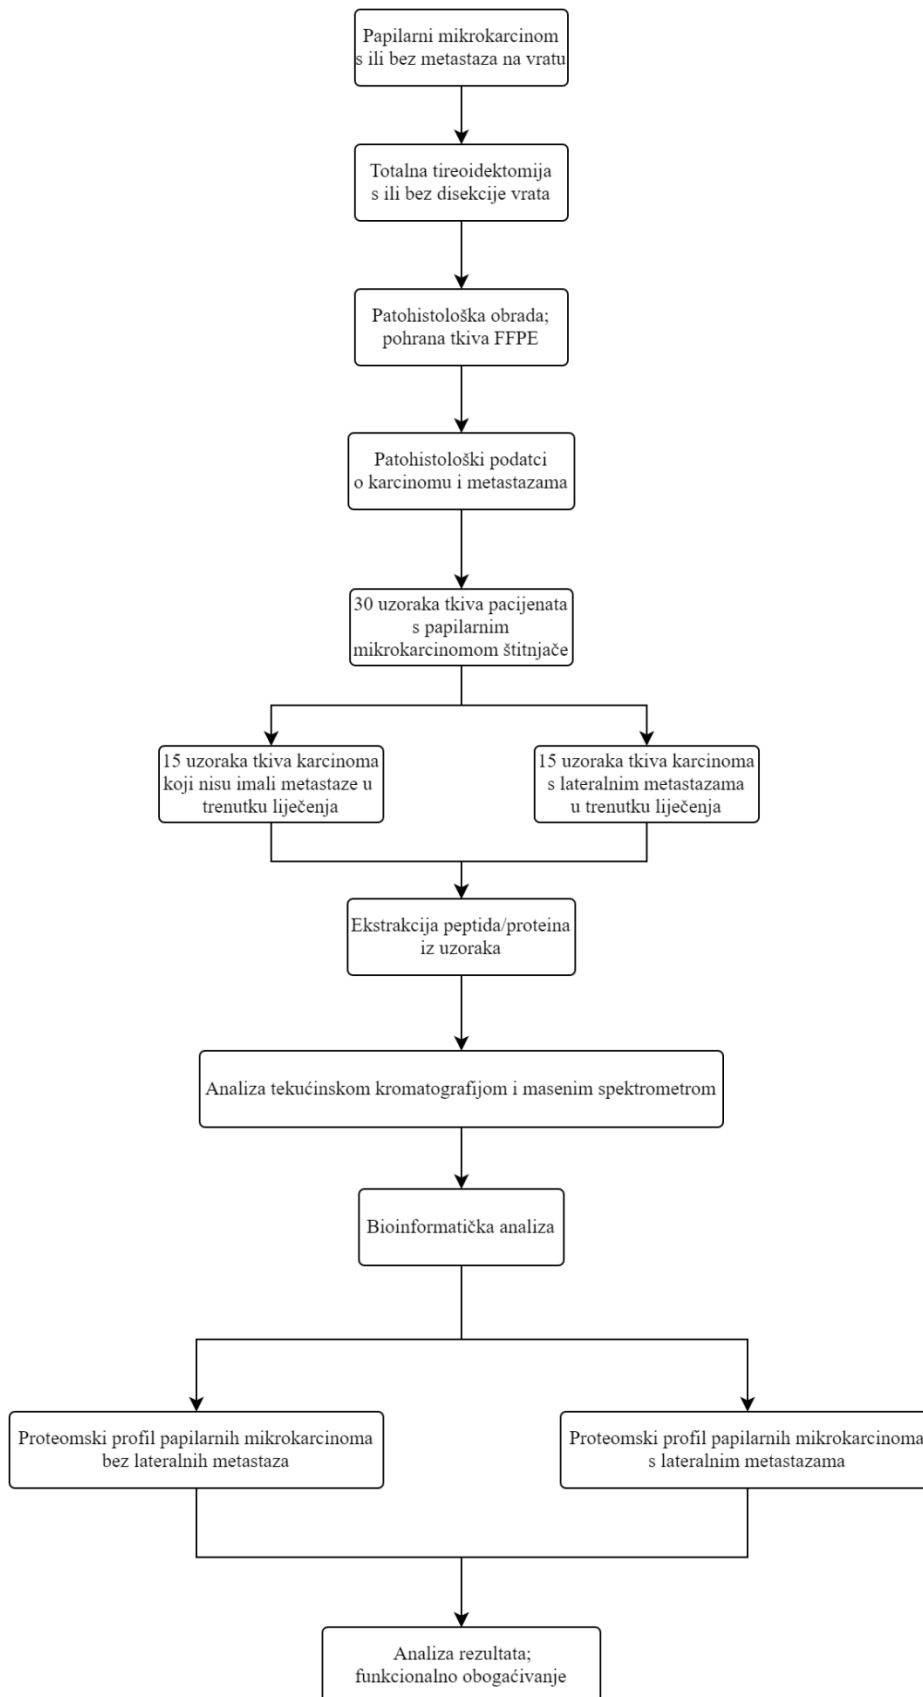 Papilarni mikrokarcinom
s ili bez metastaza na vratu
Totalna tireoidektomija
s ili bez disekcije vrata
Patohistološka obrada;
pohrana tkiva FFPE
Patohistološki podatci
o karcinomu i metastazama
30 uzoraka tkiva pacijenata
s papilarnim
mikrokarcinomom štitnjače
15 uzoraka tkiva karcinoma
koji nisu imali metastaze u
trenutku liječenja
15 uzoraka tkiva karcinoma
s lateralnim metastazama
u trenutku liječenja
Ekstrakcija peptida/proteina
iz uzoraka
Analiza tekućinskom kromatografijom i masenim spektrometrom
Bioinformatička analiza
Proteomski profil papilarnih mikrokarcinoma
bez lateralnih metastaza
Proteomski profil papilarnih mikrokarcinoma
s lateralnim metastazama
Analiza rezultata;
funkcionalno obogaćivanje